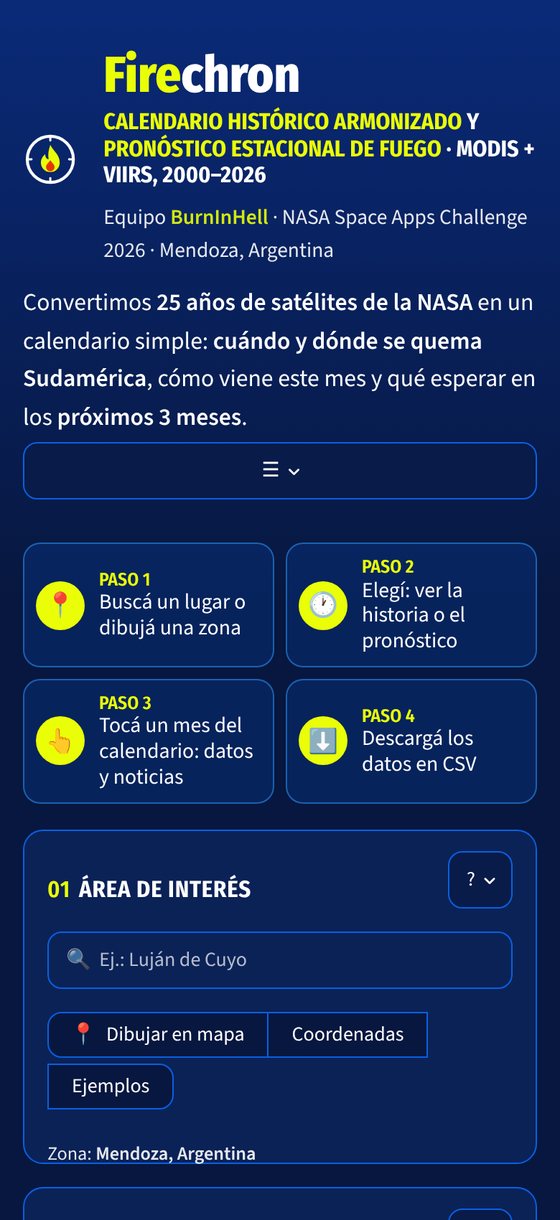 Firechron
CALENDARIO HISTÓRICO ARMONIZADO Y
PRONÓSTICO ESTACIONAL DE FUEGO · MODIS +
VIIRS, 2000–2026
Equipo BurnInHell · NASA Space Apps Challenge
2026 · Mendoza, Argentina
Convertimos 25 años de satélites de la NASA en un
calendario simple: cuándo y dónde se quema
Sudamérica, cómo viene este mes y qué esperar en
los próximos 3 meses.
PASO 1
Buscá un lugar o
dibujá una zona
PASO 2
Elegí: ver la
historia o el
pronóstico
PASO 3
Tocá un mes del
calendario: datos
y noticias
PASO 4
Descargá los
datos en CSV
01 ÁREA DE INTERÉS
?
Ej.: Luján de Cuyo
Dibujar en mapa
Coordenadas
Ejemplos
Zona: Mendoza, Argentina